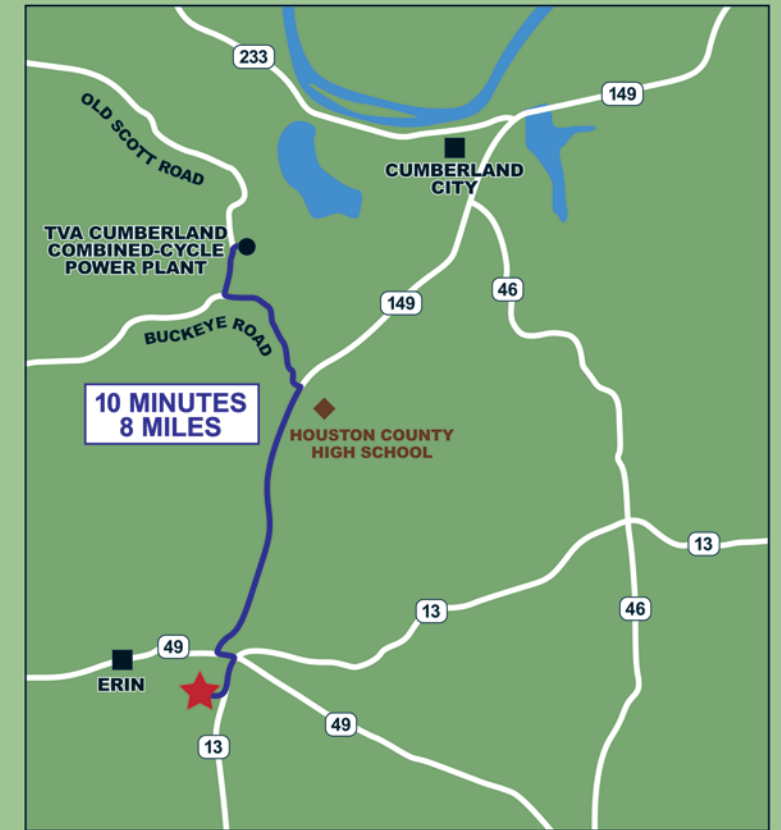 233
149
OLD SCOTT ROAD
CUMBERLAND
CITY
TVA CUMBERLAND
COMBINED-CYCLE
POWER PLANT
46
149
BUCKEYE ROAD
10 MINUTES
8 MILES
HOUSTON COUNTY
HIGH SCHOOL
13
13
46
49
ERIN
49
13